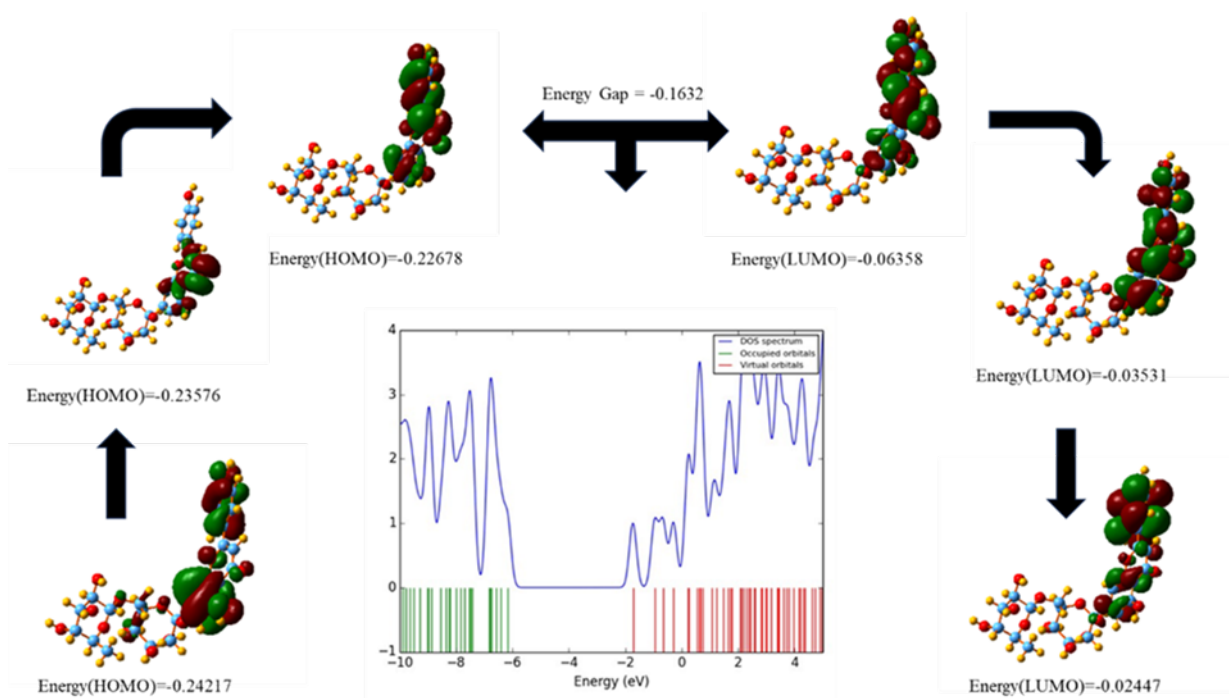 Energy Gap = -0.1632
Energy(HOMO)=-0.22678
Energy(LUMO)=-0.06358
Energy(HOMO)=-0.23576
Energy(LUMO)=-0.03531
Energy(HOMO)=-0.24217
Energy(LUMO)=-0.02447
DOS spectrum
Occupied orbitals
Virtual orbitals
4
3
2
1
0
−1
−10 −8 −6 −4 −2 0 2 4
Energy (eV)